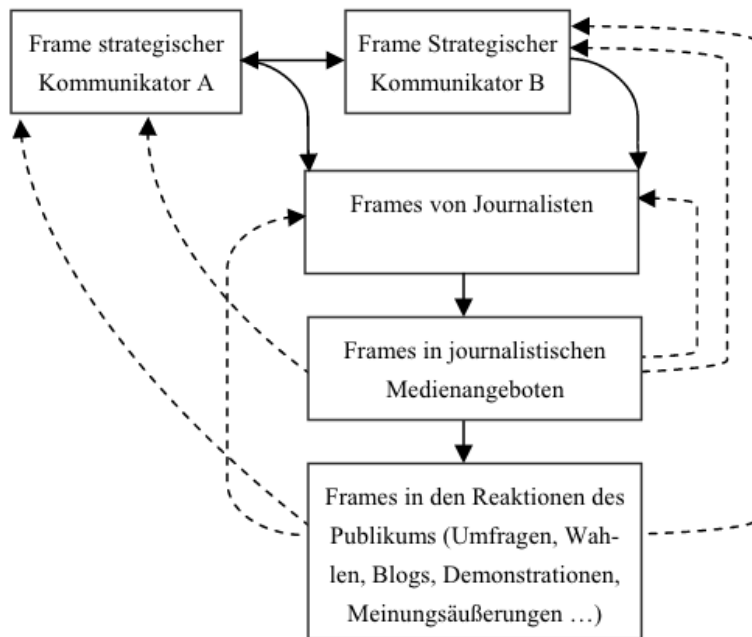 Frame strategischer
Kommunikator A
Frame Strategischer
Kommunikator B
Frames von Journalisten
Frames in journalistischen
Medienangeboten
Frames in den Reaktionen des
Publikums (Umfragen, Wah-
len, Blogs, Demonstrationen,
Meinungsäußerungen …)